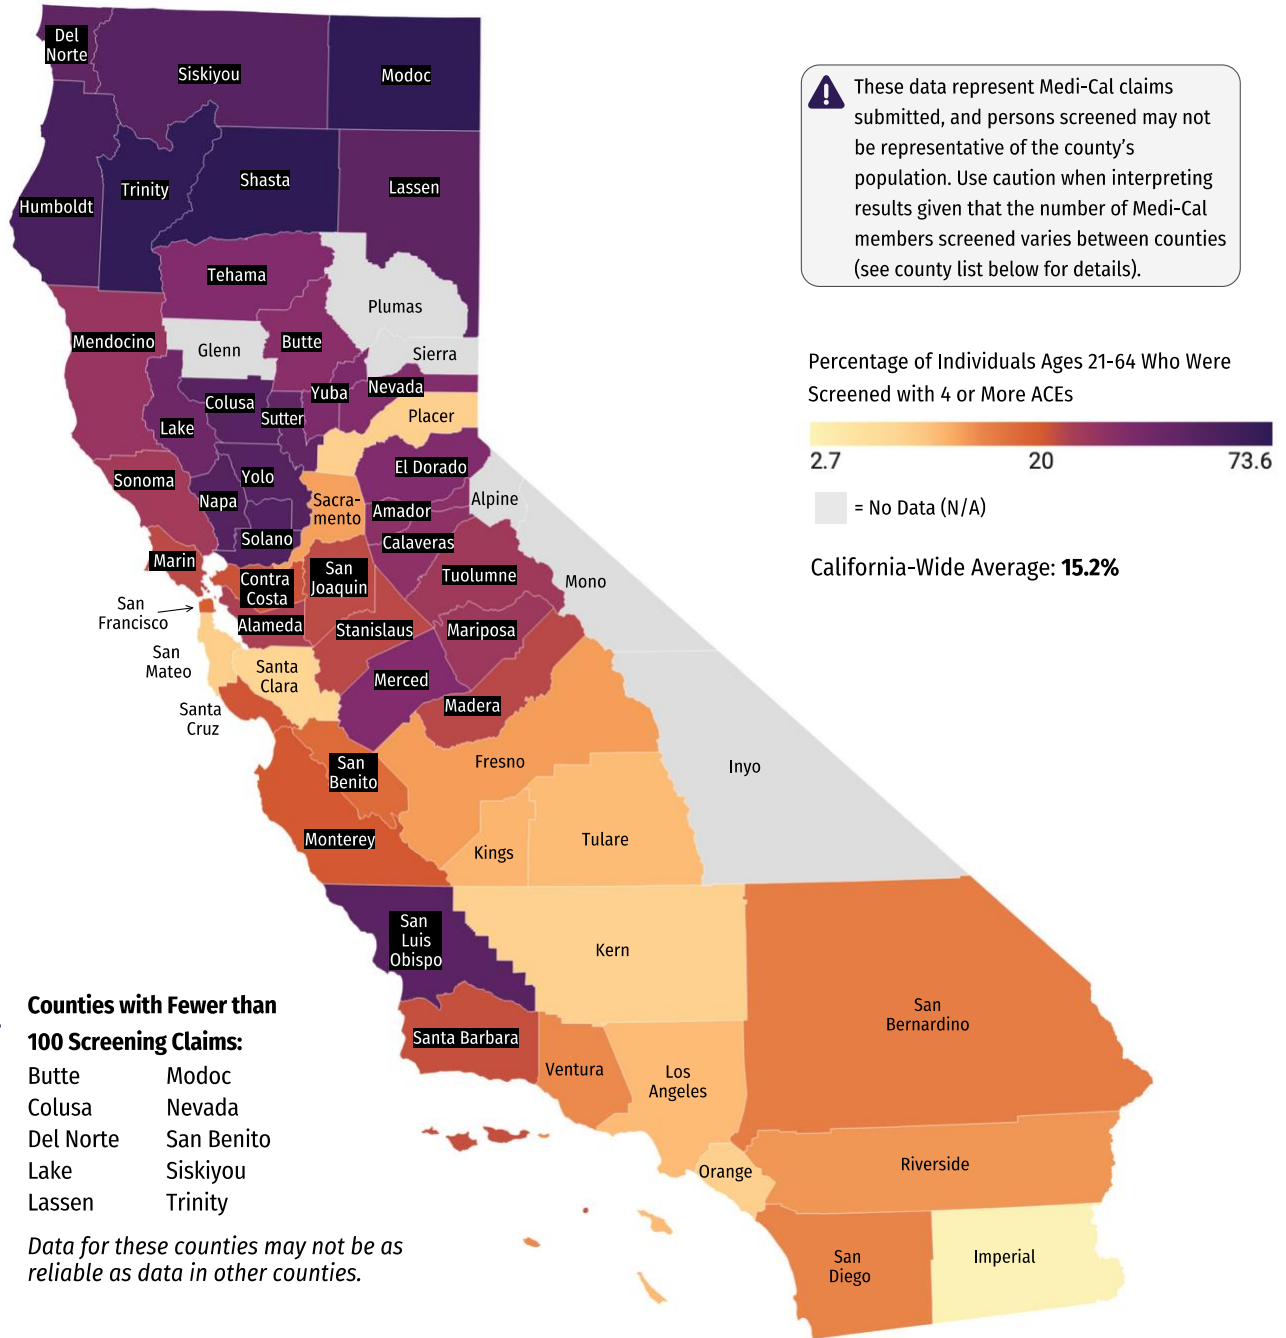 Del
Norte
Siskiyou
Modoc
Humboldt
Trinity
Shasta
Lassen
Tehama
Plumas
Mendocino
Glenn
Butte
Sierra
Colusa
Sutter
Yuba
Nevada
Placer
Lake
Sonoma
Napa
Yolo
Solano
Sacra-
mento
El Dorado
Amador
Alpine
Calaveras
Marin
Contra
Costa
San
Joaquin
Tuolumne
Mono
San
Francisco
Alameda
Stanislaus
Mariposa
San
Mateo
Santa
Clara
Merced
Madera
Santa
Cruz
San
Benito
Fresno
Inyo
Monterey
Kings
Tulare
San
Luis
Obispo
Kern
San
Bernardino
Santa Barbara
Ventura
Los
Angeles
Orange
Riverside
San
Diego
Imperial
These data represent Medi-Cal claims
submitted, and persons screened may not
be representative of the county's
population. Use caution when interpreting
results given that the number of Medi-Cal
members screened varies between counties
(see county list below for details).
Percentage of Individuals Ages 21-64 Who Were
Screened with 4 or More ACEs
2.7 20 73.6
= No Data (N/A)
California-Wide Average: 15.2%
Counties with Fewer than
100 Screening Claims:
Butte Modoc
Colusa Nevada
Del Norte San Benito
Lake Siskiyou
Lassen Trinity
Data for these counties may not be as
reliable as data in other counties.